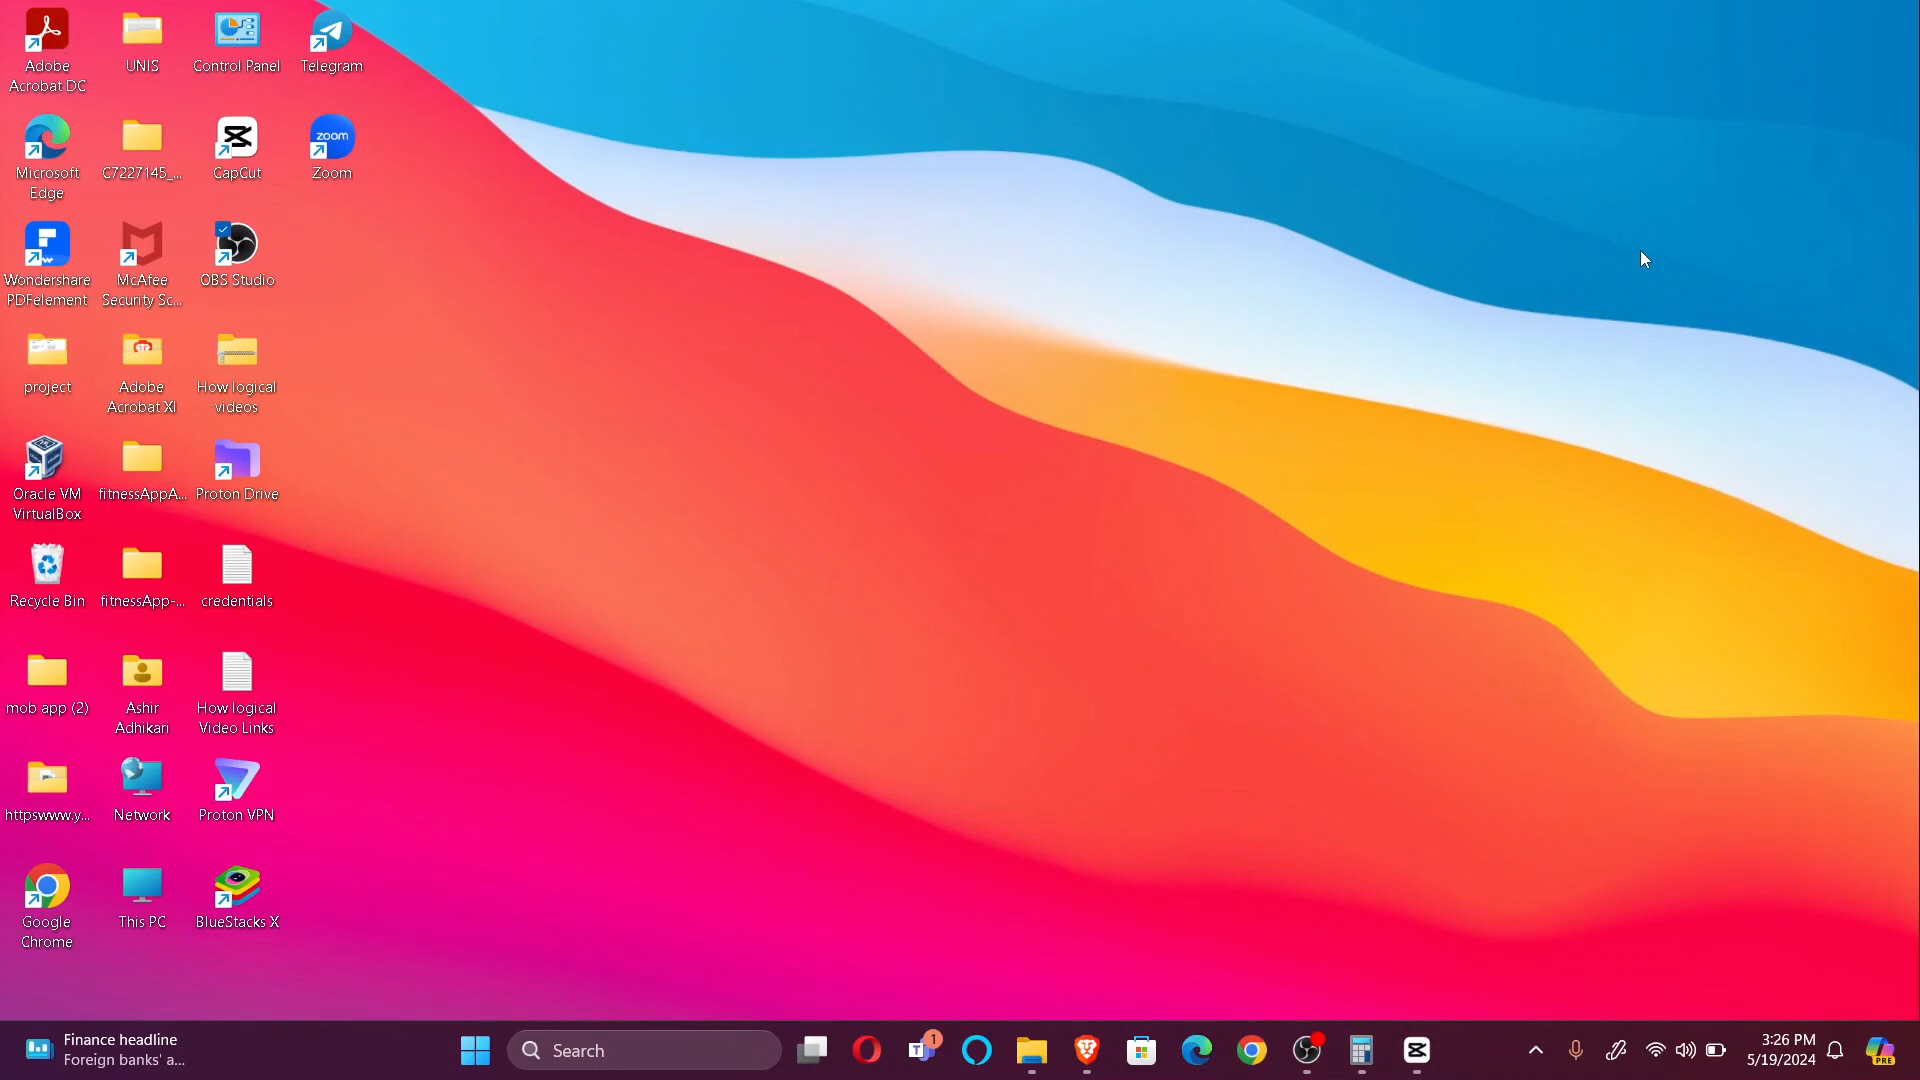 Adobe
Acrobat DC
UNIS
Control Panel
Telegram
Microsoft
Edge
C7227145_...
CapCut
zoom
Zoom
Wondershare
PDFelement
McAfee
Security Sc...
OBS Studio
project
Adobe
Acrobat XI
How logical
videos
Oracle VM
VirtualBox
fitnessAppA...
Proton Drive
Recycle Bin
fitnessApp-...
credentials
mob app (2)
Ashir
Adhikari
How logical
Video Links
httpswww.y...
Network
Proton VPN
Google
Chrome
This PC
BlueStacks X
Finance headline
Foreign banks' a...
Search
1
3:26 PM
5/19/2024
PRE